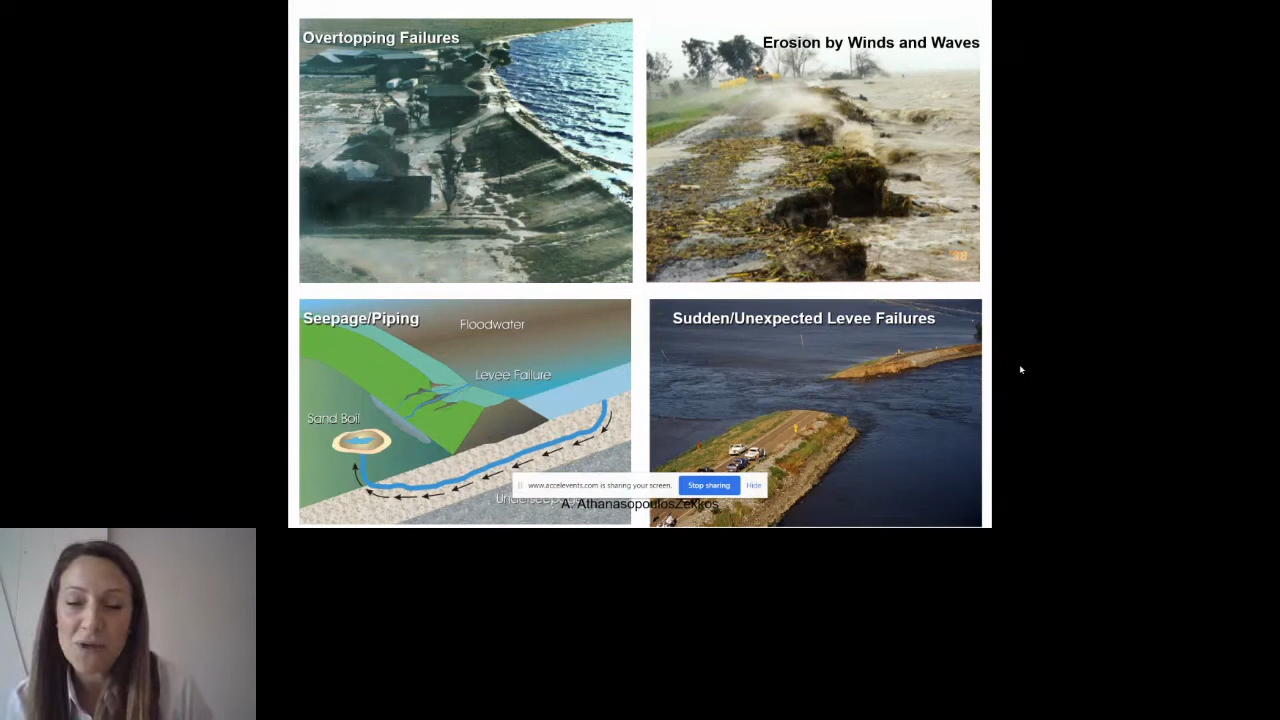 Overtopping Failures
Erosion by Winds and Waves
38
Seepage/Piping
Floodwater
Levee Failure
Sand Boil
Sudden/Unexpected Levee Failures
www.accelevents.com is sharing your screen.
Stop sharing
Hide
A. AthanasopoulosZekkos